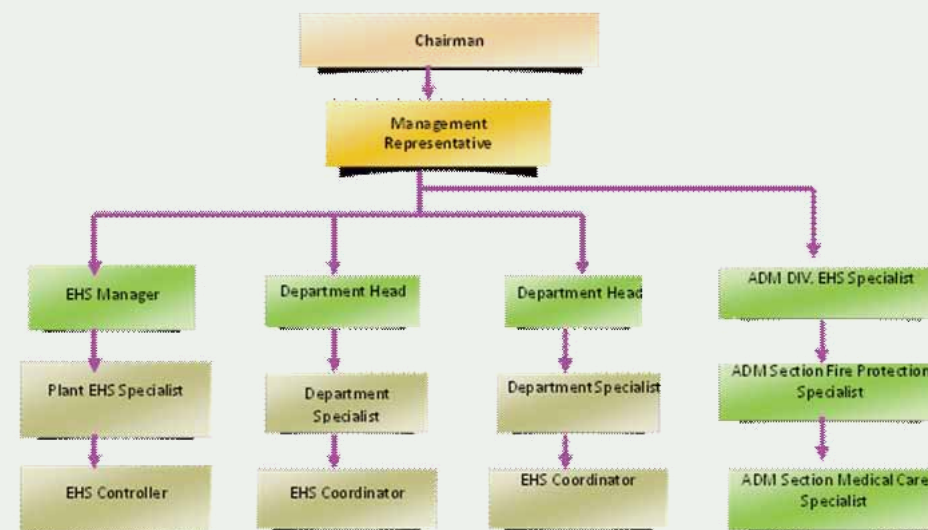 Chairman
Management
Representative
EHS Manager
Department Head
Department Head
ADM DIV. EHS Specialist
Plant EHS Specialist
Department
Specialist
Department Specialist
ADM Section Fire Protection
Specialist
EHS Controller
EHS Coordinator
EHS Coordinator
ADM Section Medical Care
Specialist